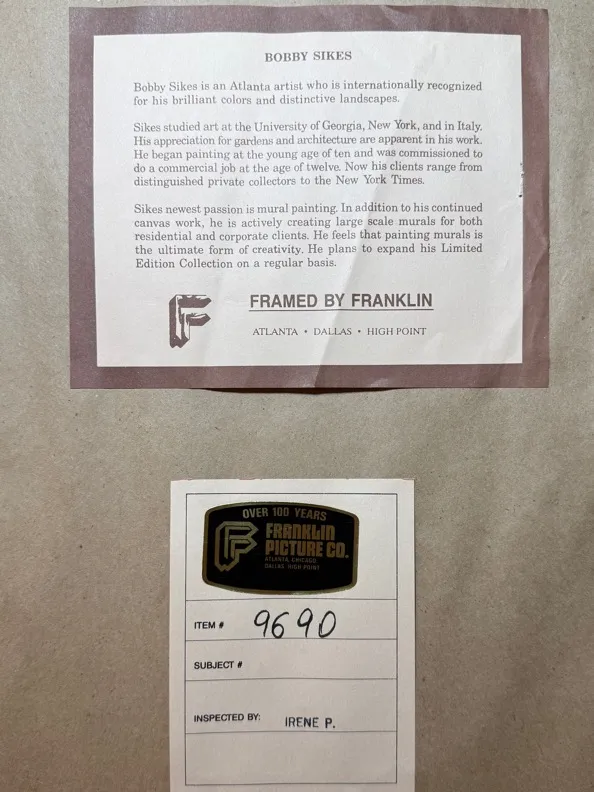 BOBBY SIKES
Bobby Sikes is an Atlanta artist who is internationally recognized
for his brilliant colors and distinctive landscapes.
Sikes studied art at the University of Georgia, New York, and in Italy.
His appreciation for gardens and architecture are apparent in his work.
He began painting at the young age of ten and was commissioned to
do a commercial job at the age of twelve. Now his clients range from
distinguished private collectors to the New York Times.
Sikes newest passion is mural painting. In addition to his continued
canvas work, he is actively creating large scale murals for both
residential and corporate clients. He feels that painting murals is
the ultimate form of creativity. He plans to expand his Limited
Edition Collection on a regular basis.
F
FRAMED BY FRANKLIN
ATLANTA • DALLAS • HIGH POINT
OVER 100 YEARS
F
FRANKLIN
PICTURE CO.
ATLANTA, CHICAGO
DALLAS HIGH POINT
ITEM # 9690
SUBJECT #
INSPECTED BY: IRENE P.